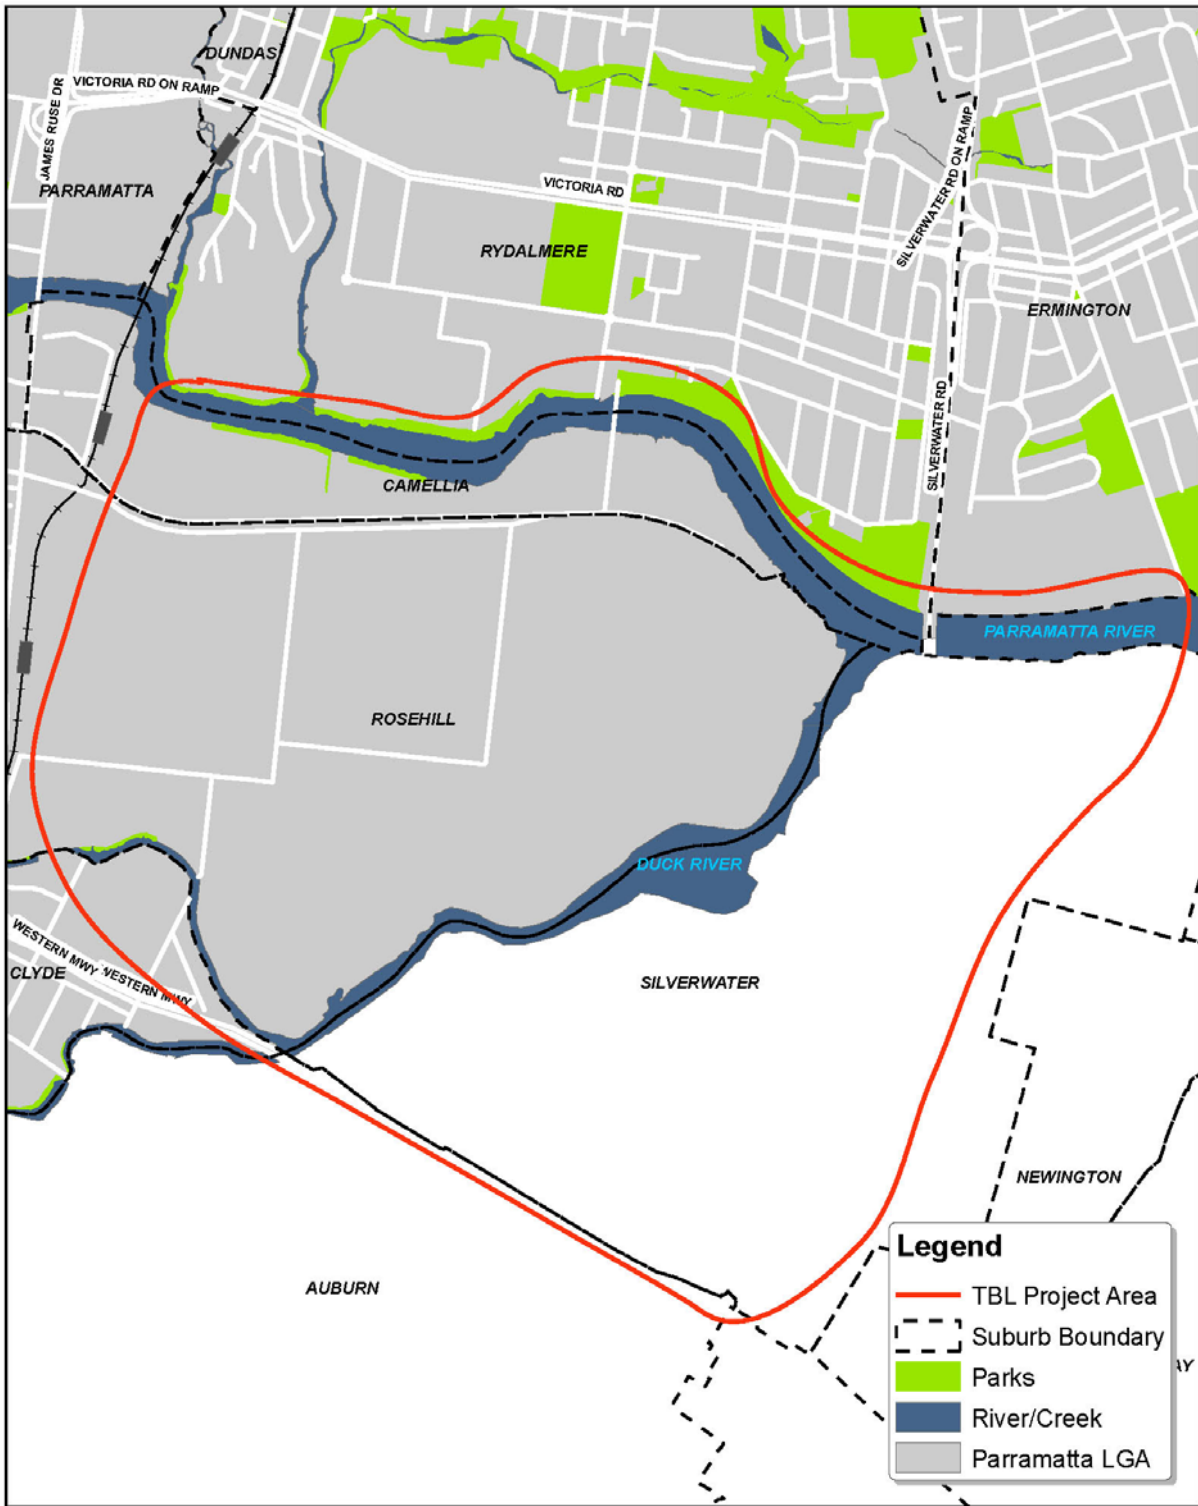 DUNDAS
VICTORIA RD ON RAMP
JAMES RUSE DR
PARRAMATTA
VICTORIA RD
SILVERWATER RD ON RAMP
RYDALMERE
ERMINGTON
SILVERWATER RD
CAMELLIA
PARRAMATTA RIVER
ROSEHILL
DUCK RIVER
WESTERN MWY
WESTERN MWY
CLYDE
SILVERWATER
NEWINGTON
AUBURN
Legend
TBL Project Area
Suburb Boundary
Parks
River/Creek
Parramatta LGA